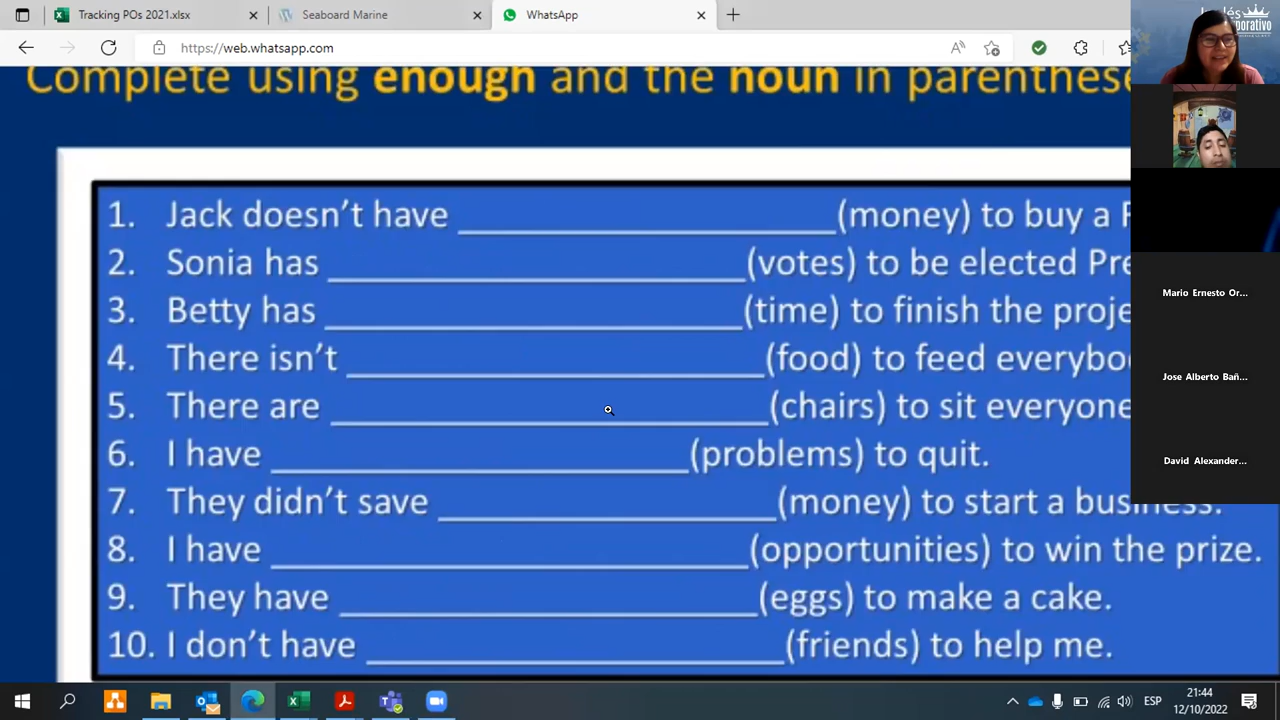 Tracking POs 2021.xlsx
Seaboard Marine
WhatsApp
https://web.whatsapp.com
Complete using enough and the noun in parenthese
1. Jack doesn't have ____________________ (money) to buy a
2. Sonia has ____________________ (votes) to be elected Pre
3. Betty has ____________________ (time) to finish the proje
4. There isn't ____________________ (food) to feed everybo
5. There are ____________________ (chairs) to sit everyone
6. I have ____________________ (problems) to quit.
7. They didn't save ____________________ (money) to start a business.
8. I have ____________________ (opportunities) to win the prize.
9. They have ____________________ (eggs) to make a cake.
10. I don't have ____________________ (friends) to help me.
Mario Ernesto Or...
Jose Alberto Bañ...
David Alexander...
ESP
21:44
12/10/2022